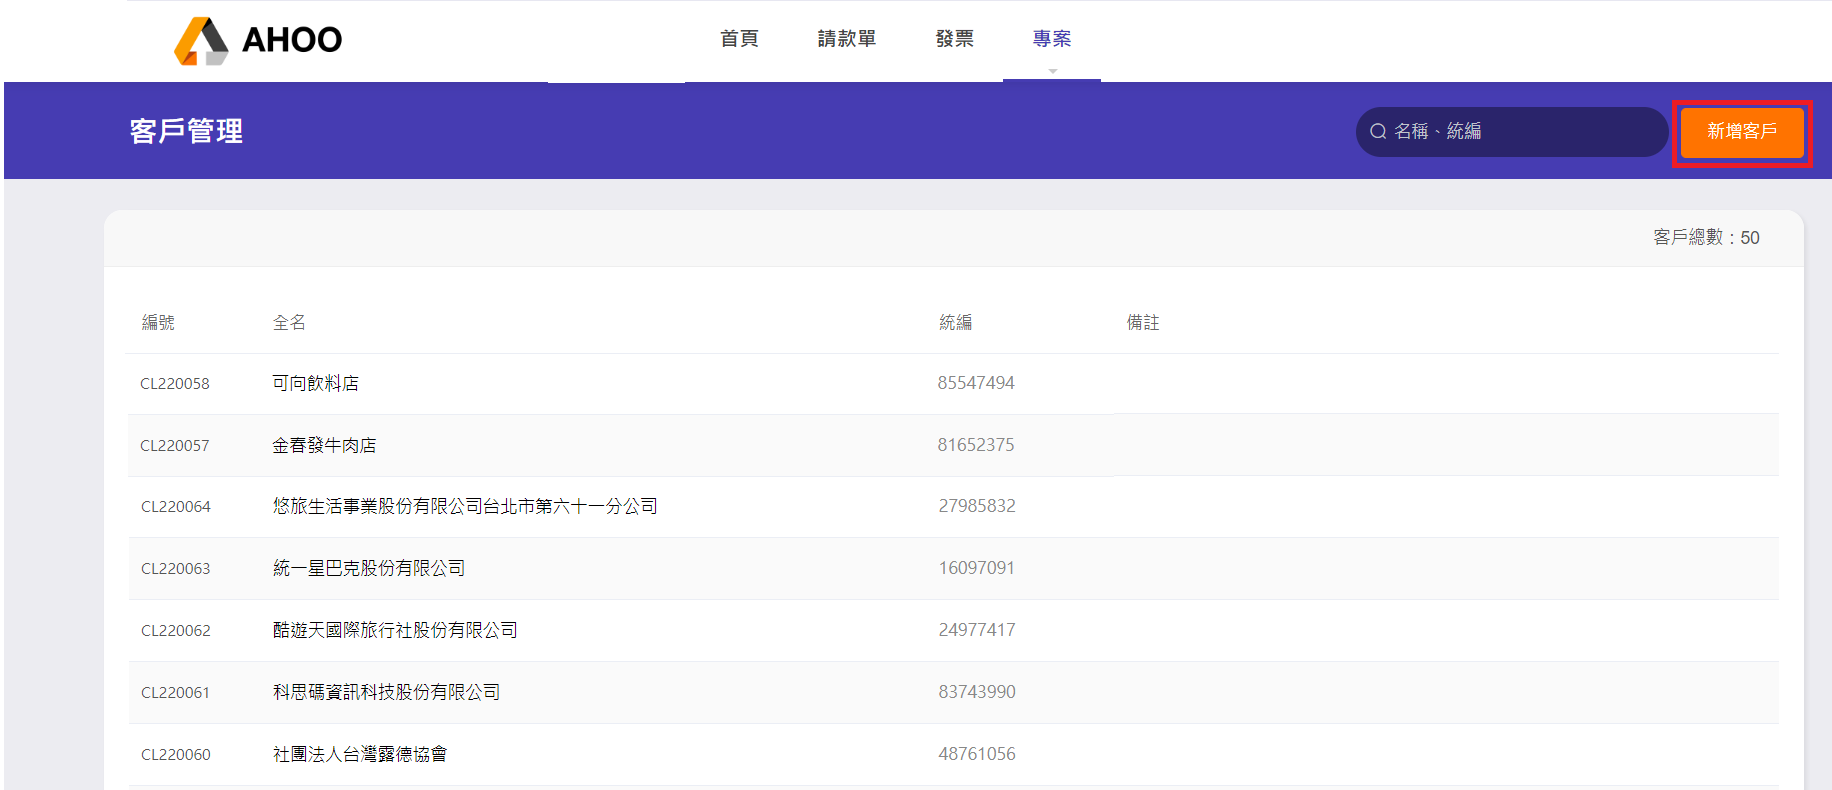 AHOO
首頁 請款單 發票 專案
客戶管理
名稱、統編
新增客戶
客戶總數：50
編號 全名 統編 備註
CL220058 可向飲料店 85547494
CL220057 金春發牛肉店 81652375
CL220064 悠旅生活事業股份有限公司台北市第六十一分公司 27985832
CL220063 統一星巴克股份有限公司 16097091
CL220062 酷遊天國際旅行社股份有限公司 24977417
CL220061 科思碼資訊科技股份有限公司 83743990
CL220060 社團法人台灣露德協會 48761056